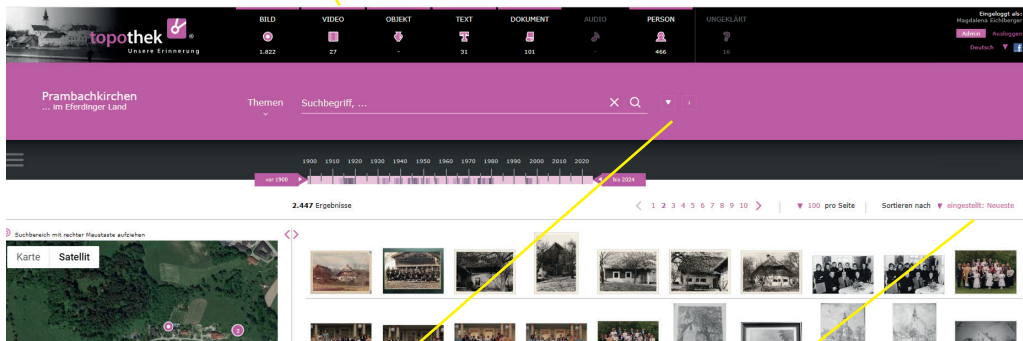 BILD VIDEO OBJEKT TEXT DOKUMENT AUDIO PERSON UNGEKLÄRT
1.822 27 - 31 101 - 466 16
topothek ®
Unsere Erinnerung
Eingeloggt als:
Magdalena Eichlberger
Admin Ausloggen
Deutsch ▼ f
Prambachkirchen
... im Eferdinger Land
Themen Suchbegriff, ...
1900 1910 1920 1930 1940 1950 1960 1970 1980 1990 2000 2010 2020
vor 1900 bis 2024
2.447 Ergebnisse
1 2 3 4 5 6 7 8 9 10
▼ 100 pro Seite
Sortieren nach ▼ eingestellt: Neueste
Suchbereich mit rechter Maustaste aufziehen
Karte Satellit
2